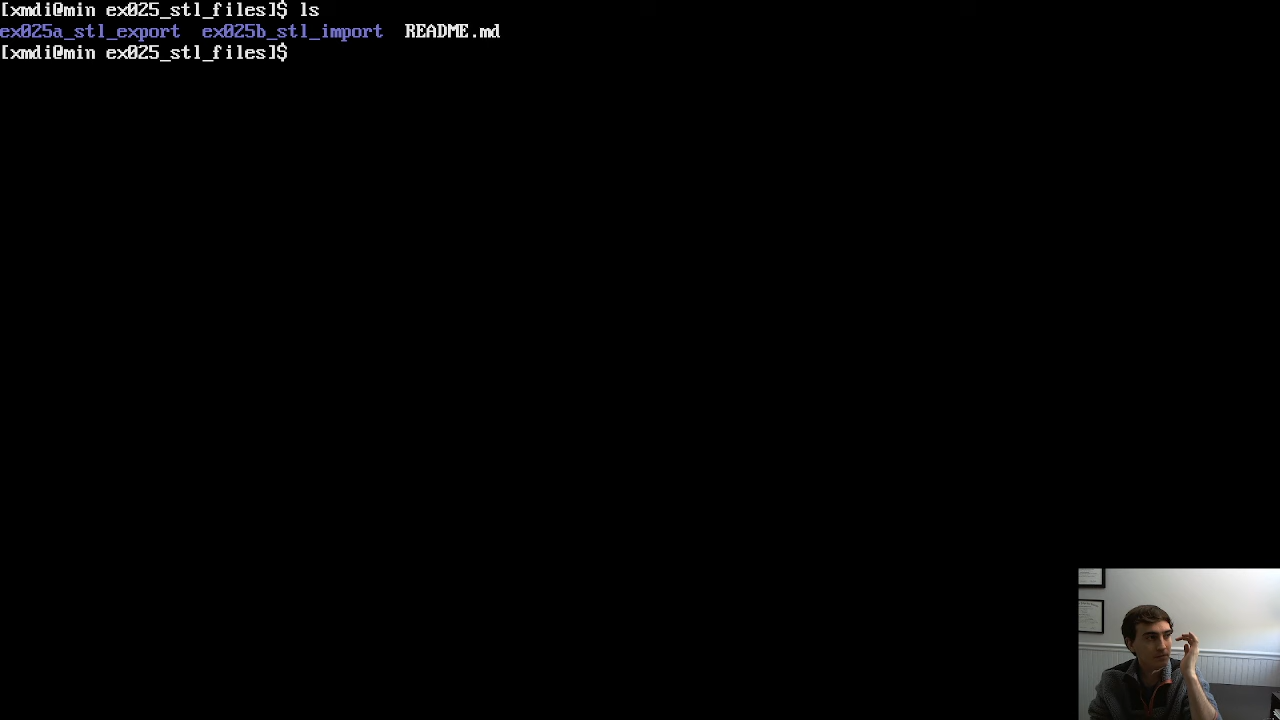 [xmdi@min ex025_stl_files]$ ls
ex025a_stl_export  ex025b_stl_import  README.md
[xmdi@min ex025_stl_files]$